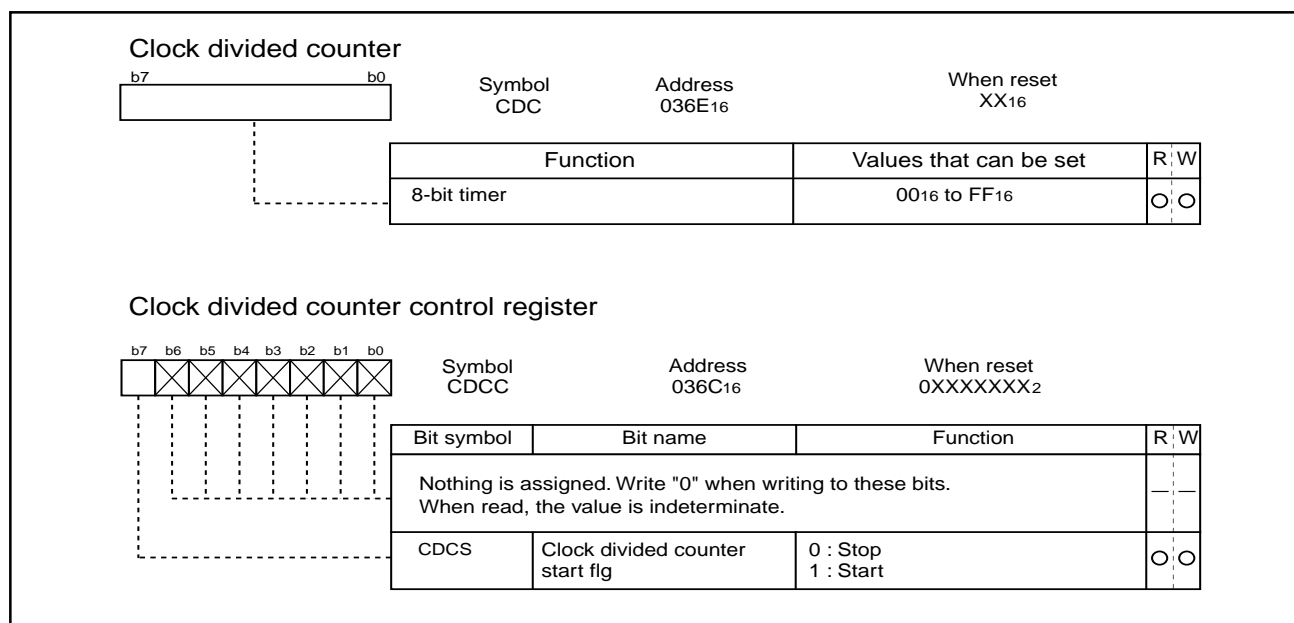 Clock divided counter
b7 b0
Symbol Address When reset
CDC 036E16 XX16
Function Values that can be set R W
8-bit timer 0016 to FF16 O O
Clock divided counter control register
b7 b6 b5 b4 b3 b2 b1 b0
Symbol Address When reset
CDCC 036C16 0XXXXXXX2
Bit symbol Bit name Function R W
Nothing is assigned. Write "0" when writing to these bits.
When read, the value is indeterminate.
— —
CDCS Clock divided counter 0 : Stop
start flg 1 : Start
O O